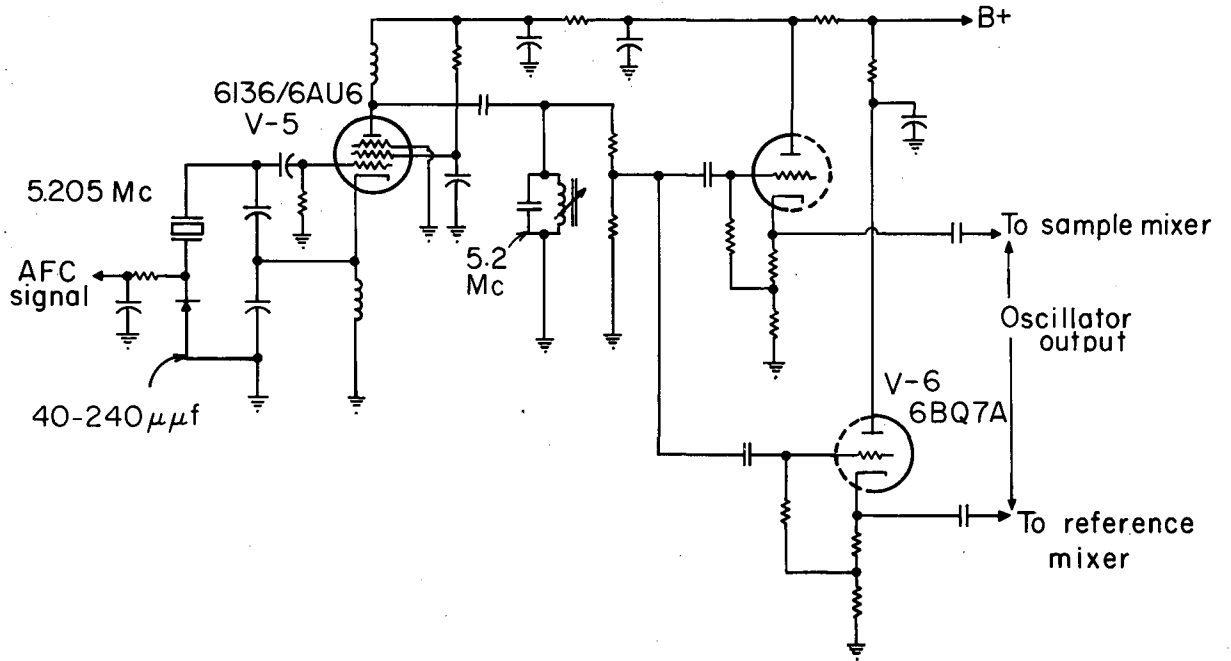 B+
6136/6AU6
V-5
5.205 Mc
AFC
signal
40-240 μμf
5.2
Mc
To sample mixer
Oscillator
output
V-6
6BQ7A
To reference
mixer